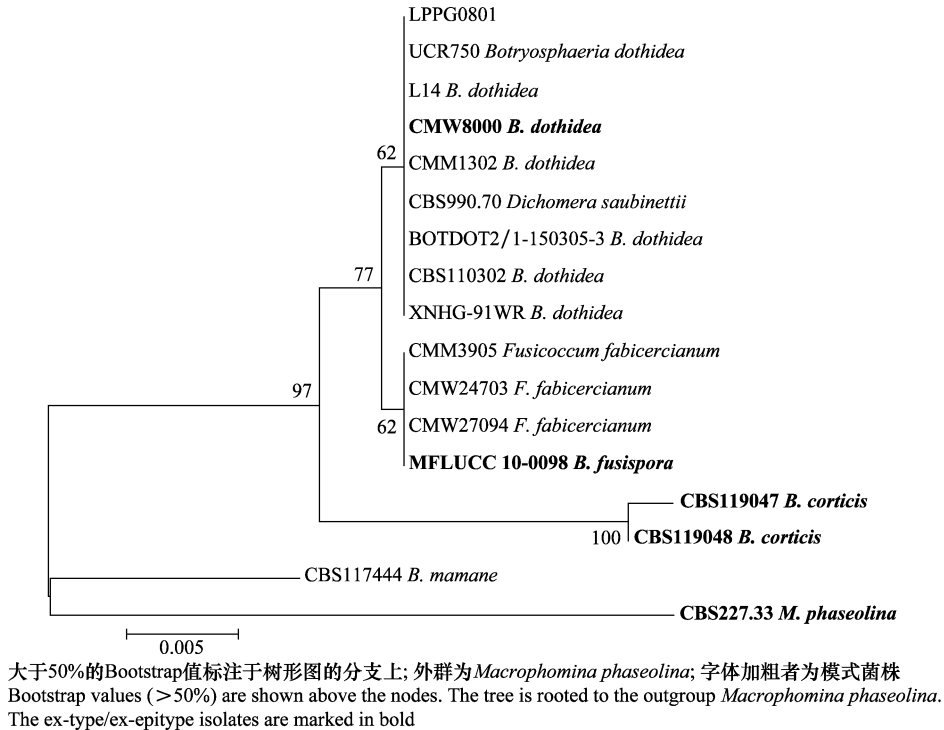 LPPG0801
UCR750 Botryosphaeria dothidea
L14 B. dothidea
CMW8000 B. dothidea
62
CMM1302 B. dothidea
CBS990.70 Dichomera saubinettii
BOTDOT2/1-150305-3 B. dothidea
77
CBS110302 B. dothidea
XNHG-91WR B. dothidea
CMM3905 Fusicoccum fabicercianum
97
CMW24703 F. fabicercianum
CMW27094 F. fabicercianum
62
MFLUCC 10-0098 B. fusispora
CBS119047 B. corticis
100
CBS119048 B. corticis
CBS117444 B. mamane
CBS227.33 M. phaseolina
0.005
大于50%的Bootstrap值标注于树形图的分支上; 外群为Macrophomina phaseolina; 字体加粗者为模式菌株
Bootstrap values (＞50%) are shown above the nodes. The tree is rooted to the outgroup Macrophomina phaseolina.
The ex-type/ex-epitype isolates are marked in bold